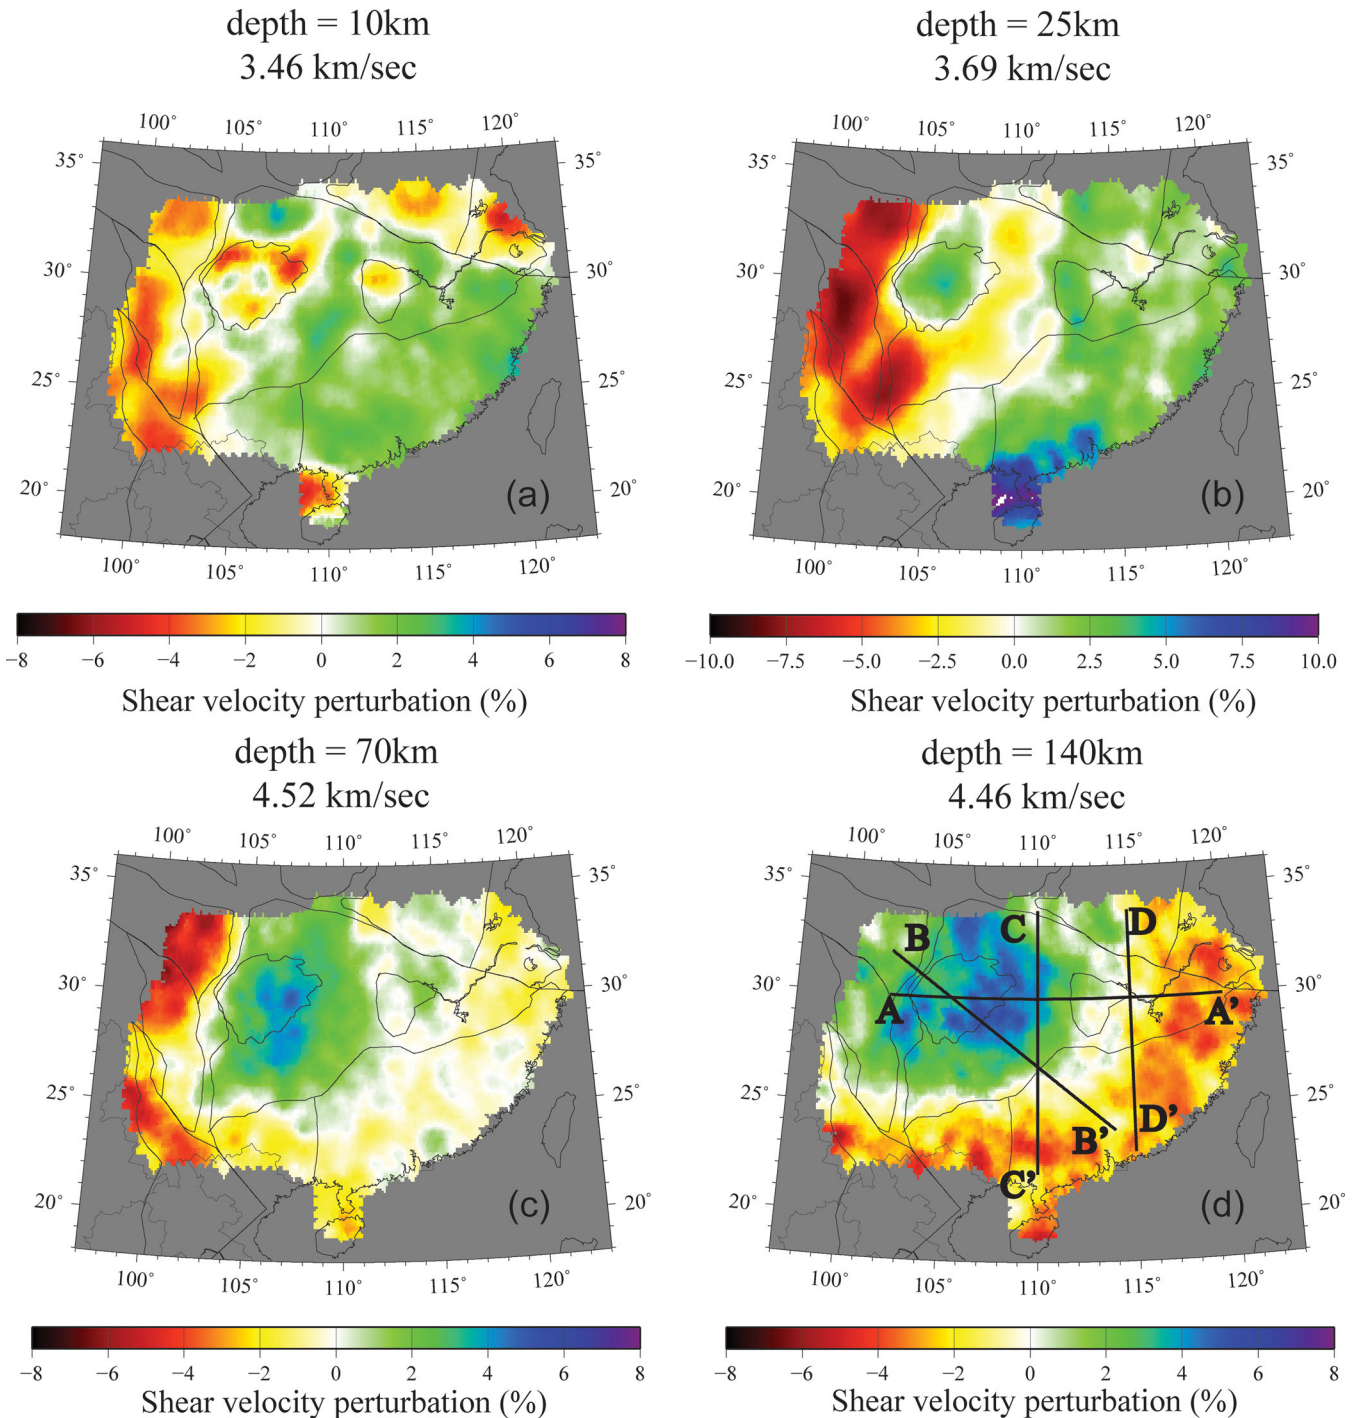 depth = 10km
3.46 km/sec
100° 105° 110° 115° 120°
35° 35°
30° 30°
25° 25°
20° 20°
(a)
100° 105° 110° 115° 120°
−8 −6 −4 −2 0 2 4 6 8
Shear velocity perturbation (%)
depth = 25km
3.69 km/sec
100° 105° 110° 115° 120°
35° 35°
30° 30°
25° 25°
20° 20°
(b)
100° 105° 110° 115° 120°
−10.0 −7.5 −5.0 −2.5 0.0 2.5 5.0 7.5 10.0
Shear velocity perturbation (%)
depth = 70km
4.52 km/sec
100° 105° 110° 115° 120°
35° 35°
30° 30°
25° 25°
20° 20°
(c)
100° 105° 110° 115° 120°
−8 −6 −4 −2 0 2 4 6 8
Shear velocity perturbation (%)
depth = 140km
4.46 km/sec
100° 105° 110° 115° 120°
35° 35°
B C D
30° 30°
A A'
25° 25°
B' D'
C'
20° 20°
(d)
100° 105° 110° 115° 120°
−8 −6 −4 −2 0 2 4 6 8
Shear velocity perturbation (%)